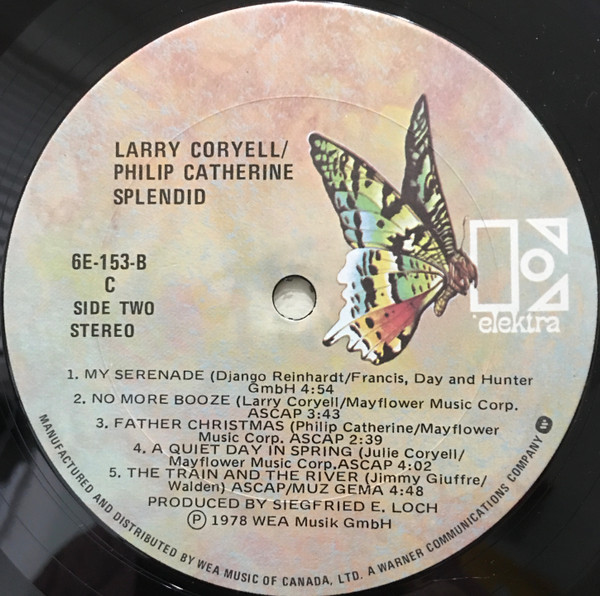 LARRY CORYELL/
PHILIP CATHERINE
SPLENDID
6E-153-B
C
SIDE TWO
STEREO
elektra
1. MY SERENADE (Django Reinhardt/Francis, Day and Hunter
GmbH 4:54
2. NO MORE BOOZE (Larry Coryell/Mayflower Music Corp.
ASCAP 3:43
3. FATHER CHRISTMAS (Philip Catherine/Mayflower
Music Corp. ASCAP 2:39
4. A QUIET DAY IN SPRING (Julie Coryell/
Mayflower Music Corp.ASCAP 4:02
5. THE TRAIN AND THE RIVER (Jimmy Giuffre/
Walden) ASCAP/MUZ GEMA 4:48
PRODUCED BY SIEGFRIED E. LOCH
Ⓟ 1978 WEA Musik GmbH
MANUFACTURED AND DISTRIBUTED BY WEA MUSIC OF CANADA, LTD. A WARNER COMMUNICATIONS COMPANY